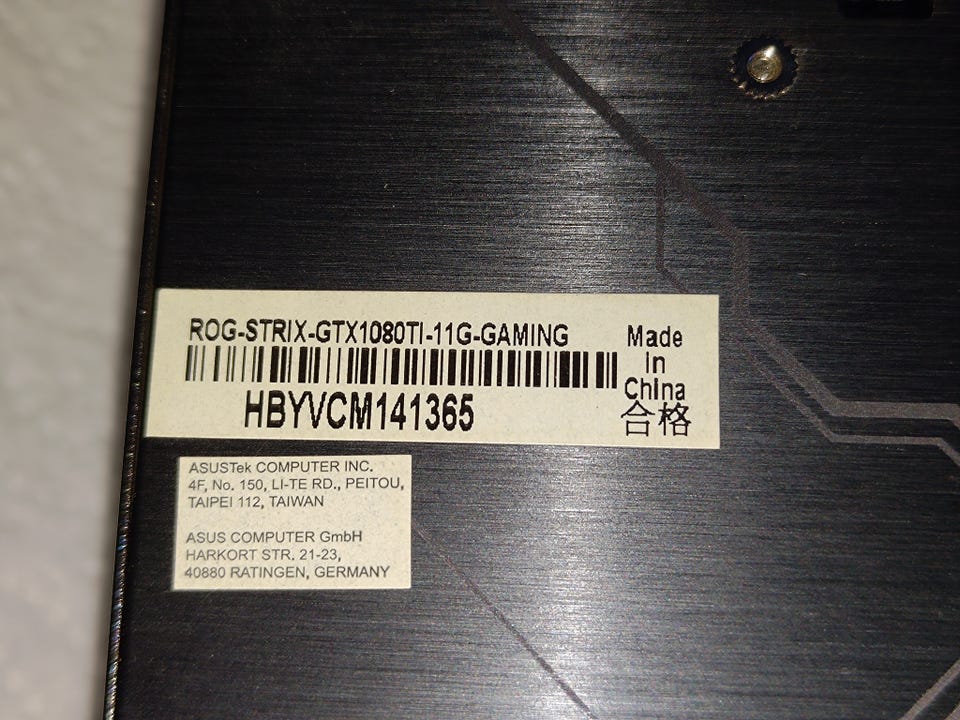 ROG-STRIX-GTX1080TI-11G-GAMING
HBYVCM141365
Made
in
China
合格
ASUSTek COMPUTER INC.
4F, No. 150, LI-TE RD., PEITOU,
TAIPEI 112, TAIWAN
ASUS COMPUTER GmbH
HARKORT STR. 21-23,
40880 RATINGEN, GERMANY